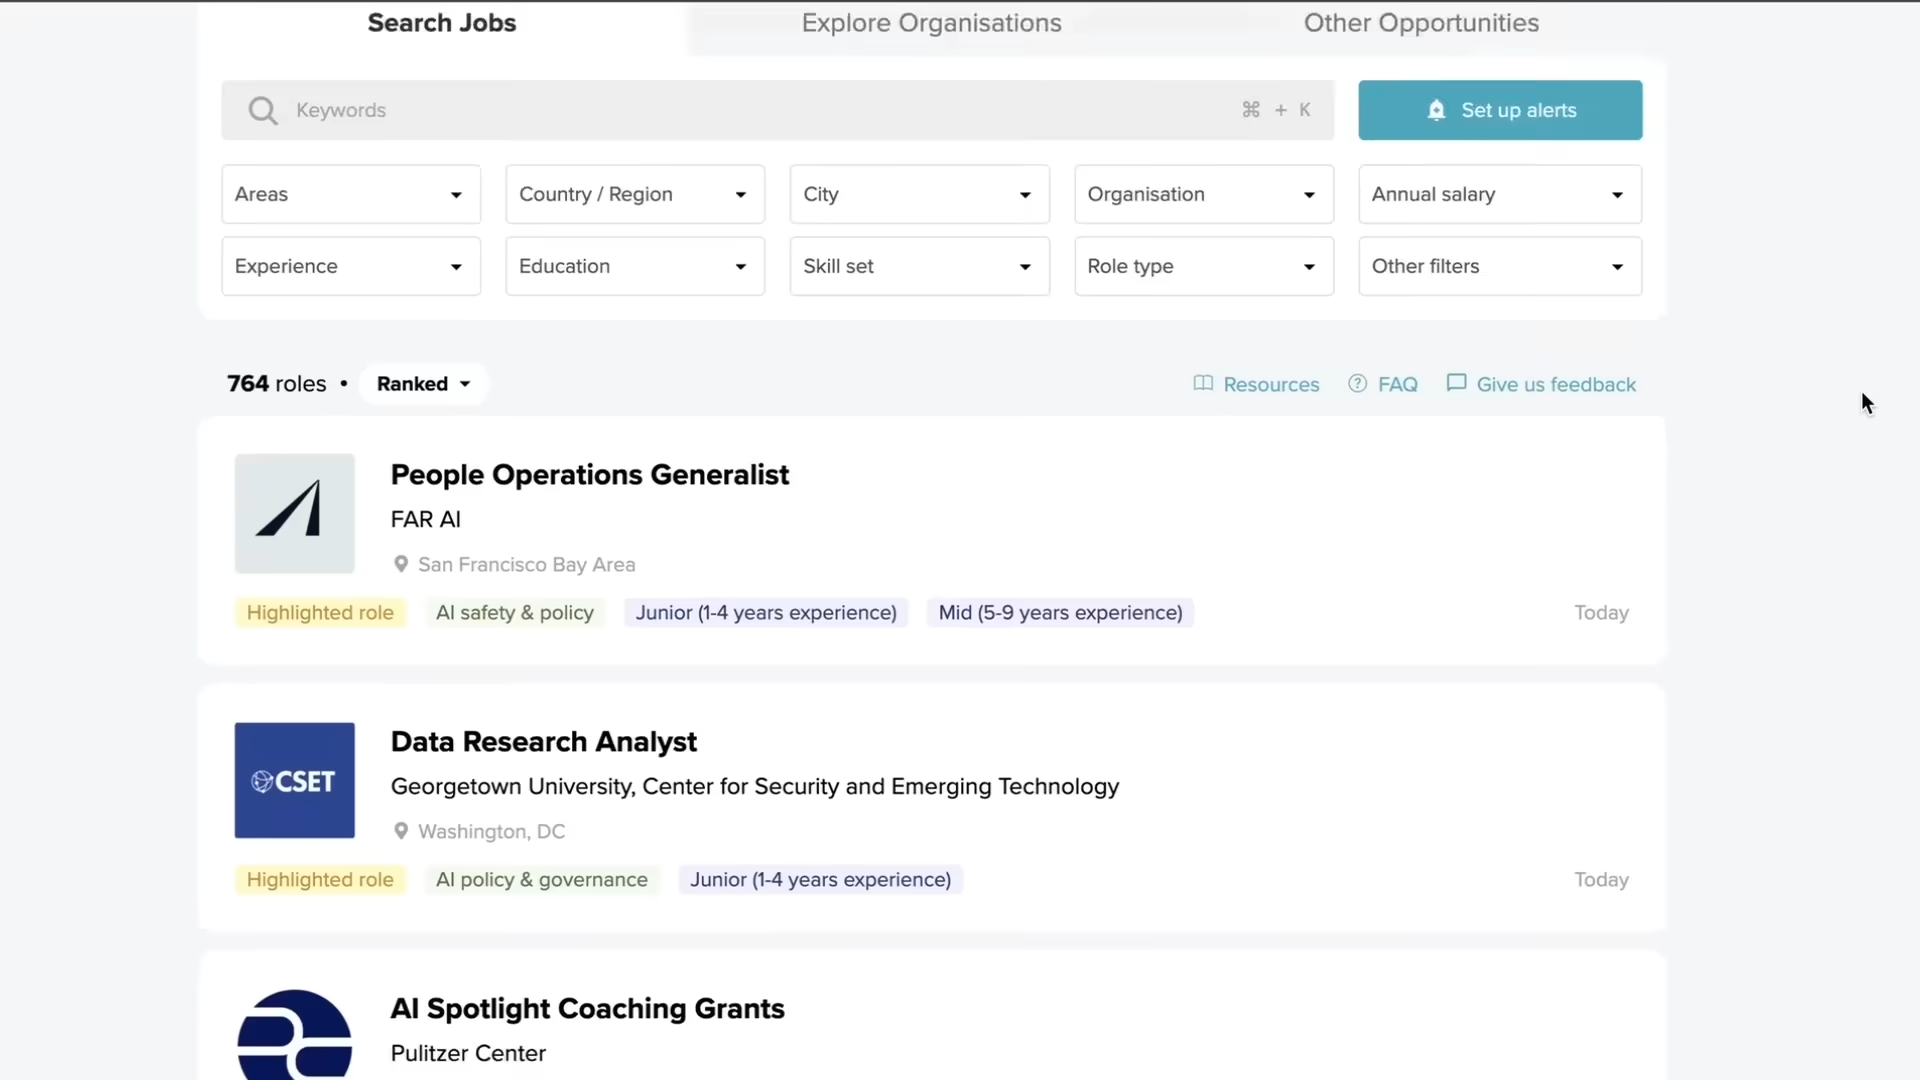 Search Jobs
Explore Organisations
Other Opportunities
Keywords
⌘ + K
Set up alerts
Areas
Country / Region
City
Organisation
Annual salary
Experience
Education
Skill set
Role type
Other filters
764 roles •
Ranked
Resources
FAQ
Give us feedback
People Operations Generalist
FAR AI
San Francisco Bay Area
Highlighted role
AI safety & policy
Junior (1-4 years experience)
Mid (5-9 years experience)
Today
CSET
Data Research Analyst
Georgetown University, Center for Security and Emerging Technology
Washington, DC
Highlighted role
AI policy & governance
Junior (1-4 years experience)
Today
AI Spotlight Coaching Grants
Pulitzer Center